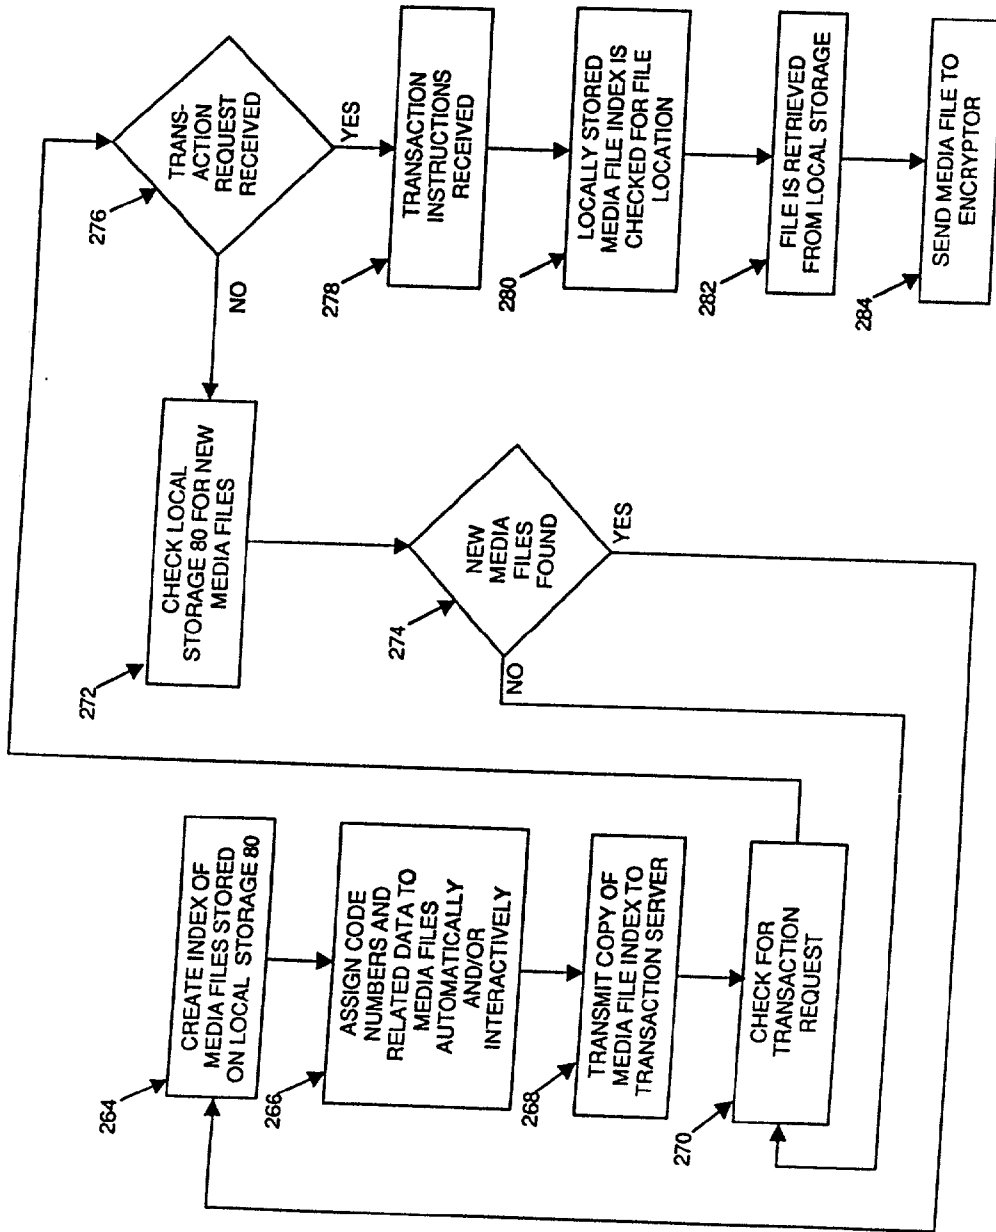 264
CREATE INDEX OF
MEDIA FILES STORED
ON LOCAL STORAGE 80
266
ASSIGN CODE
NUMBERS AND
RELATED DATA TO
MEDIA FILES
AUTOMATICALLY
AND/OR
INTERACTIVELY
268
TRANSMIT COPY OF
MEDIA FILE INDEX TO
TRANSACTION SERVER
270
CHECK FOR
TRANSACTION
REQUEST
272
CHECK LOCAL
STORAGE 80 FOR NEW
MEDIA FILES
274
NEW
MEDIA
FILES
FOUND
NO
YES
276
TRANS-
ACTION
REQUEST
RECEIVED
NO
YES
278
TRANSACTION
INSTRUCTIONS
RECEIVED
280
LOCALLY STORED
MEDIA FILE INDEX IS
CHECKED FOR FILE
LOCATION
282
FILE IS RETRIEVED
FROM LOCAL STORAGE
284
SEND MEDIA FILE TO
ENCRYPTOR